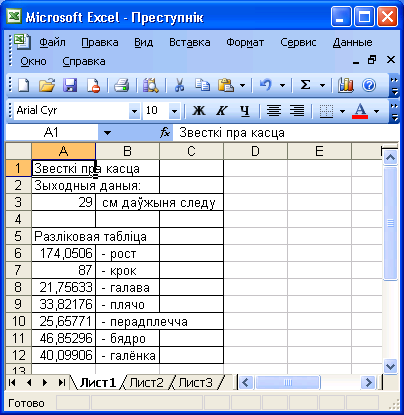 Microsoft Excel - Преступнік
Файл Правка Вид Вставка Формат Сервис Данные
Окно Справка
Arial Cyr 10 Ж К Ч
A1 fx Звесткі пра касца
A B C D E
1 Звесткі пра касца
2 Зыходныя даныя:
3 29 см даўжыня следу
4
5 Разліковая табліца
6 174,0506 - рост
7 87 - крок
8 21,75633 - галава
9 33,82176 - плячо
10 25,65771 - перадплечча
11 46,85296 - бядро
12 40,09906 - галёнка
Лист1 Лист2 Лист3
Готово